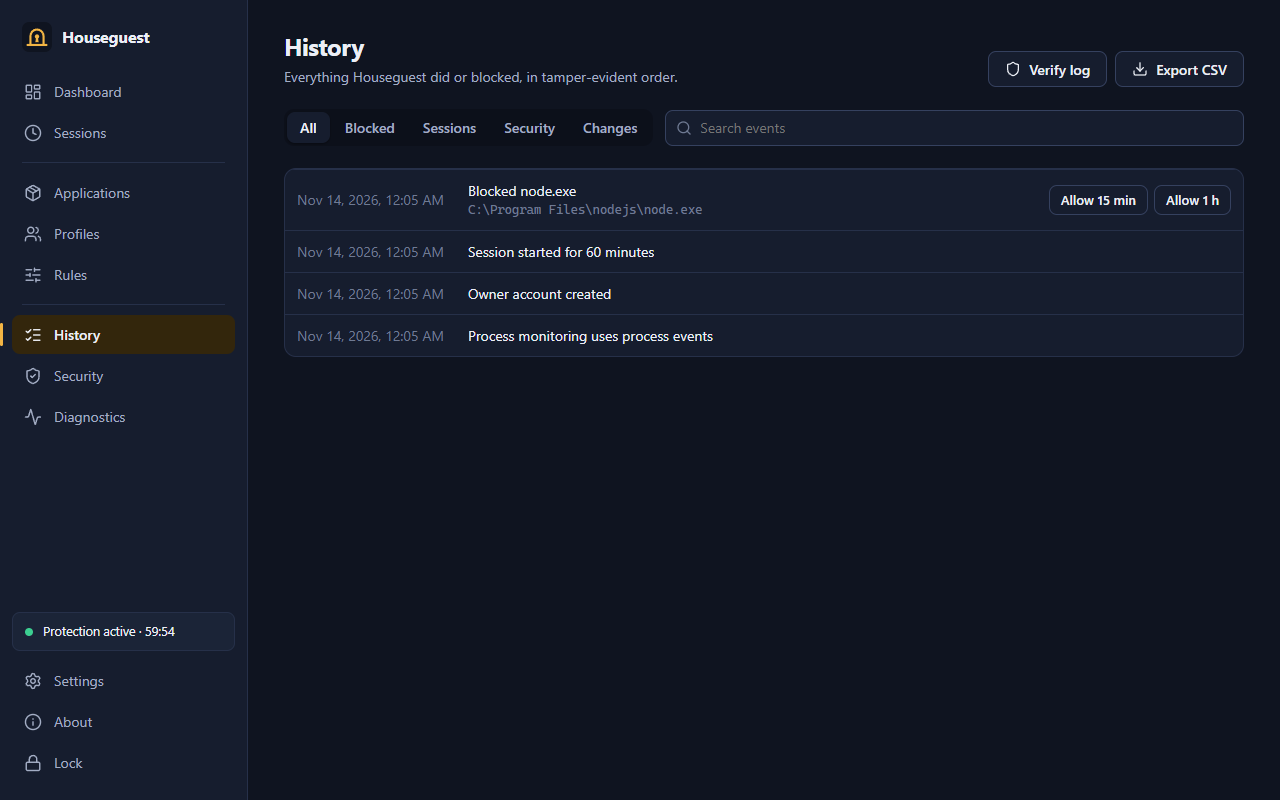 Houseguest
Dashboard
Sessions
Applications
Profiles
Rules
History
Security
Diagnostics
Protection active · 59:54
Settings
About
Lock
History
Everything Houseguest did or blocked, in tamper-evident order.
Verify log
Export CSV
All Blocked Sessions Security Changes
Search events
Nov 14, 2026, 12:05 AM Blocked node.exe
C:\Program Files\nodejs\node.exe
Allow 15 min Allow 1 h
Nov 14, 2026, 12:05 AM Session started for 60 minutes
Nov 14, 2026, 12:05 AM Owner account created
Nov 14, 2026, 12:05 AM Process monitoring uses process events